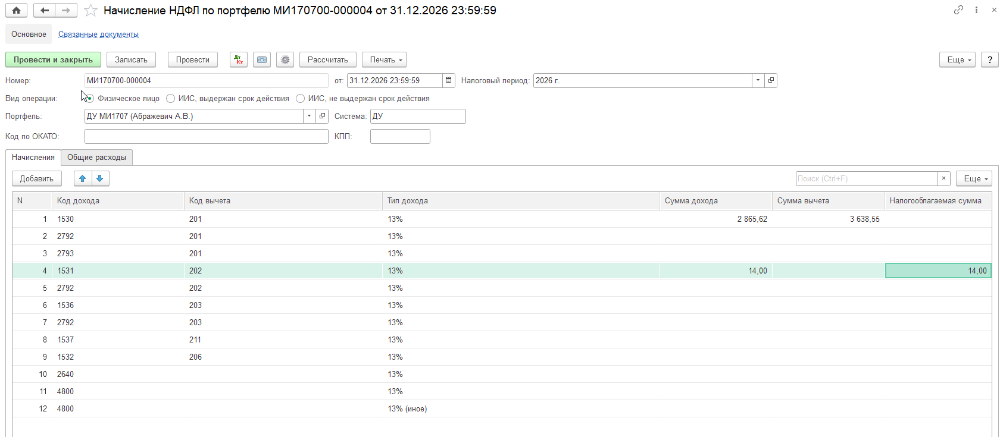 Начисление НДФЛ по портфелю МИ170700-000004 от 31.12.2026 23:59:59
Основное Связанные документы
Провести и закрыть Записать Провести Дт Кт Рассчитать Печать Еще ?
Номер: МИ170700-000004 от: 31.12.2026 23:59:59 Налоговый период: 2026 г.
Вид операции: Физическое лицо ИИС, выдержан срок действия ИИС, не выдержан срок действия
Портфель: ДУ МИ1707 (Абражевич А.В.) Система: ДУ
Код по ОКАТО: КПП:
Начисления Общие расходы
Добавить Поиск (Ctrl+F) × Еще
N Код дохода Код вычета Тип дохода Сумма дохода Сумма вычета Налогооблагаемая сумма
1 1530 201 13% 2 865,62 3 638,55
2 2792 201 13%
3 2793 201 13%
4 1531 202 13% 14,00 14,00
5 2792 202 13%
6 1536 203 13%
7 2792 203 13%
8 1537 211 13%
9 1532 206 13%
10 2640 13%
11 4800 13%
12 4800 13% (иное)